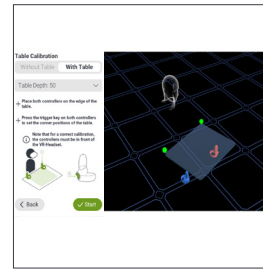 Table Calibration
Without Table
With Table
Table Depth: 50
Place both controllers on the edge of the
table.
Press the trigger key on both controllers
to set the corner positions of the table.
Note that for a correct calibration,
the controllers must be in front of
the VR-Headset.
Back
Start